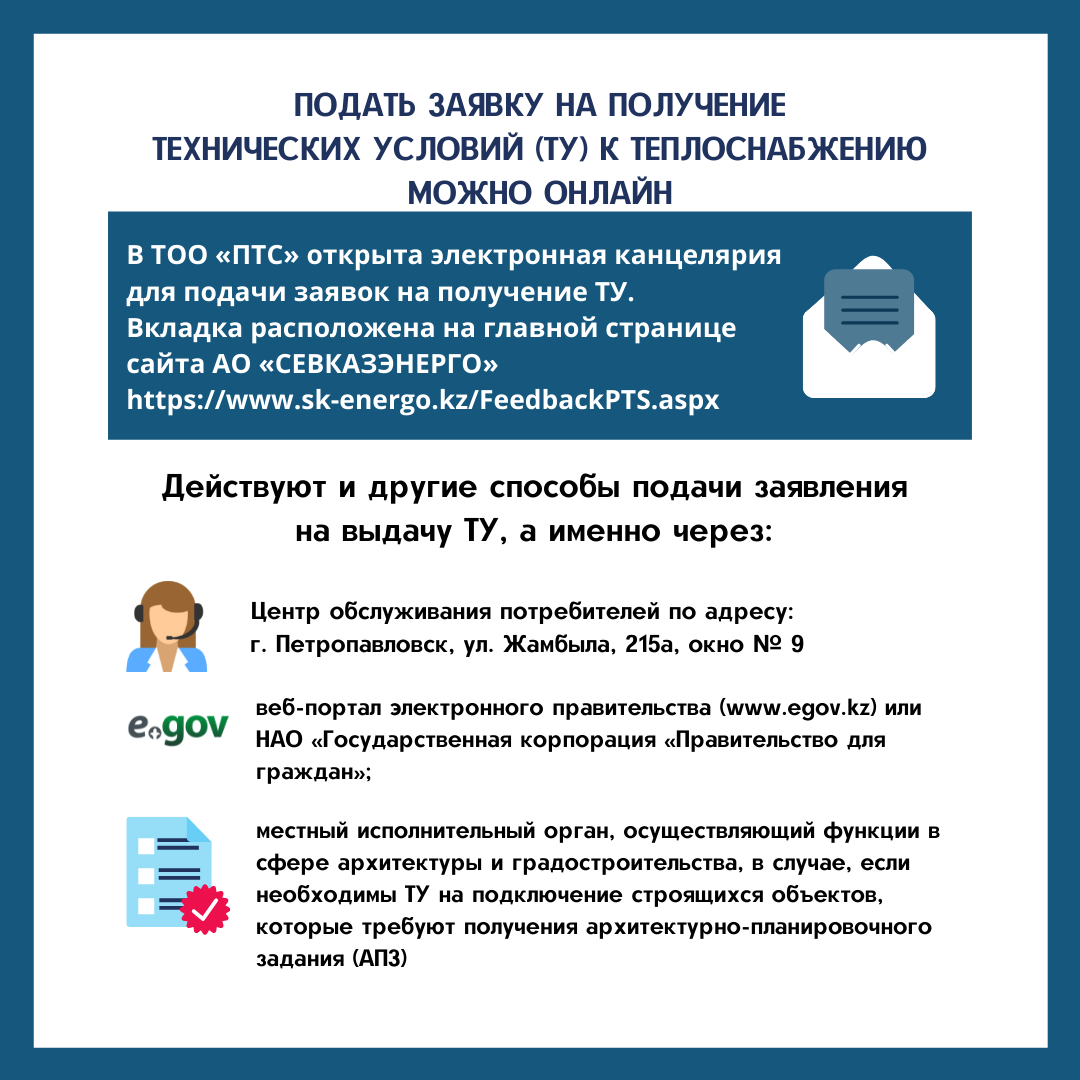 ПОДАТЬ ЗАЯВКУ НА ПОЛУЧЕНИЕ
ТЕХНИЧЕСКИХ УСЛОВИЙ (ТУ) К ТЕПЛОСНАБЖЕНИЮ
МОЖНО ОНЛАЙН
В ТОО «ПТС» открыта электронная канцелярия
для подачи заявок на получение ТУ.
Вкладка расположена на главной странице
сайта АО «СЕВКАЗЭНЕРГО»
https://www.sk-energo.kz/FeedbackPTS.aspx
Действуют и другие способы подачи заявления
на выдачу ТУ, а именно через:
Центр обслуживания потребителей по адресу:
г. Петропавловск, ул. Жамбыла, 215а, окно № 9
e.gov
веб-портал электронного правительства (www.egov.kz) или
НАО «Государственная корпорация «Правительство для
граждан»;
местный исполнительный орган, осуществляющий функции в
сфере архитектуры и градостроительства, в случае, если
необходимы ТУ на подключение строящихся объектов,
которые требуют получения архитектурно-планировочного
задания (АПЗ)